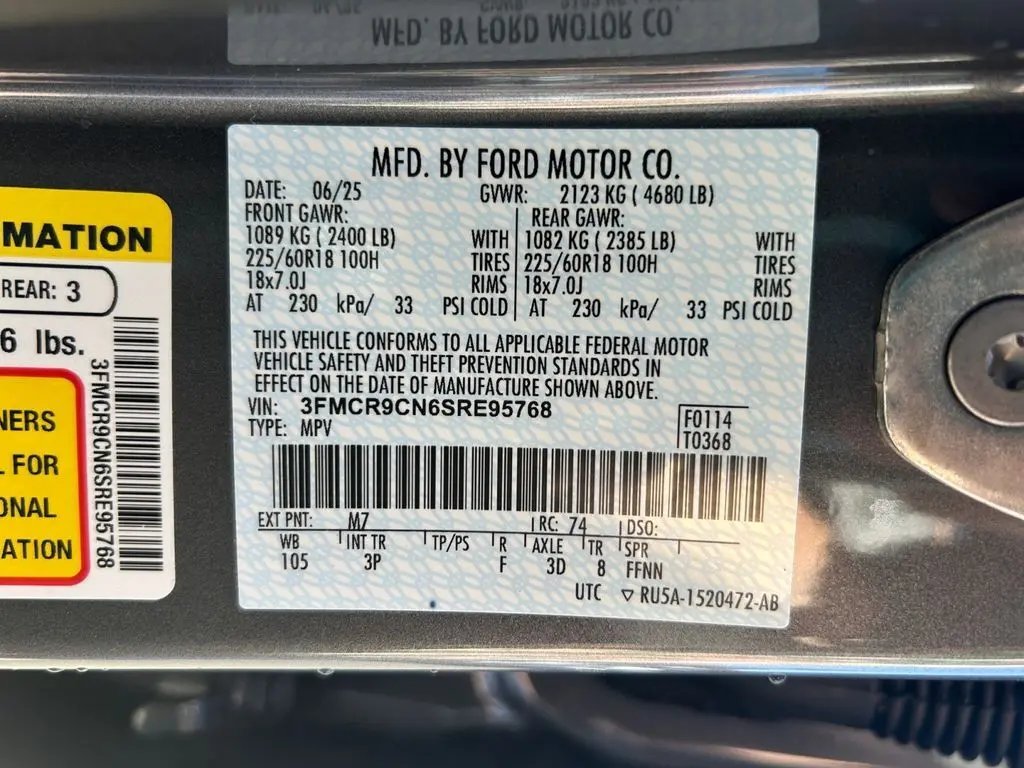 MFD. BY FORD MOTOR CO.
MFD. BY FORD MOTOR CO.
DATE: 06/25 GVWR: 2123 KG ( 4680 LB)
FRONT GAWR: REAR GAWR:
1089 KG ( 2400 LB) WITH 1082 KG ( 2385 LB) WITH
225/60R18 100H TIRES 225/60R18 100H TIRES
18x7.0J RIMS 18x7.0J RIMS
AT 230 kPa/ 33 PSI COLD AT 230 kPa/ 33 PSI COLD
THIS VEHICLE CONFORMS TO ALL APPLICABLE FEDERAL MOTOR
VEHICLE SAFETY AND THEFT PREVENTION STANDARDS IN
EFFECT ON THE DATE OF MANUFACTURE SHOWN ABOVE.
VIN: 3FMCR9CN6SRE95768
TYPE: MPV
F0114
T0368
EXT PNT: M7 RC: 74 DSO:
WB INT TR TP/PS R AXLE TR SPR
105 3P F 3D 8 FFNN
UTC ▽ RU5A-1520472-AB
MATION
REAR: 3
6 lbs.
3FMCR9CN6SRE95768
NERS
L FOR
ONAL
ATION